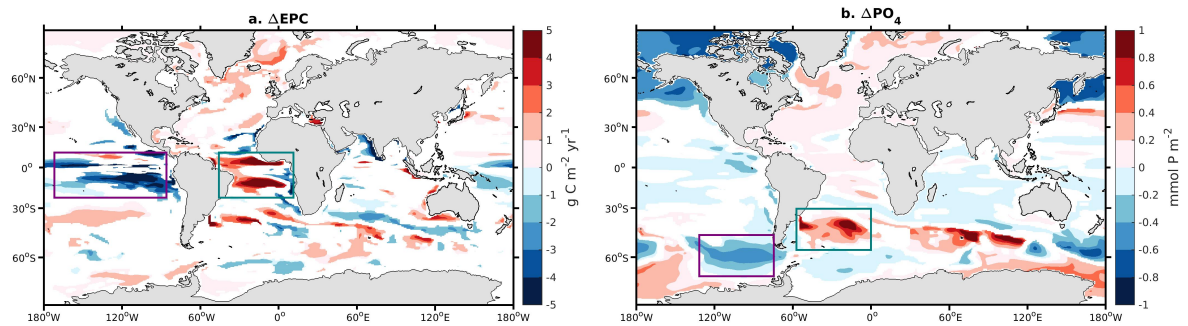 a. ΔEPC
b. ΔPO₄
60°N
30°N
0°
30°S
60°S
180°W
120°W
60°W
0°
60°E
120°E
180°W
5
4
3
2
1
0
-1
-2
-3
-4
-5
g C m⁻² yr⁻¹
60°N
30°N
0°
30°S
60°S
180°W
120°W
60°W
0°
60°E
120°E
180°W
1
0.8
0.6
0.4
0.2
0
-0.2
-0.4
-0.6
-0.8
-1
mmol P m⁻²